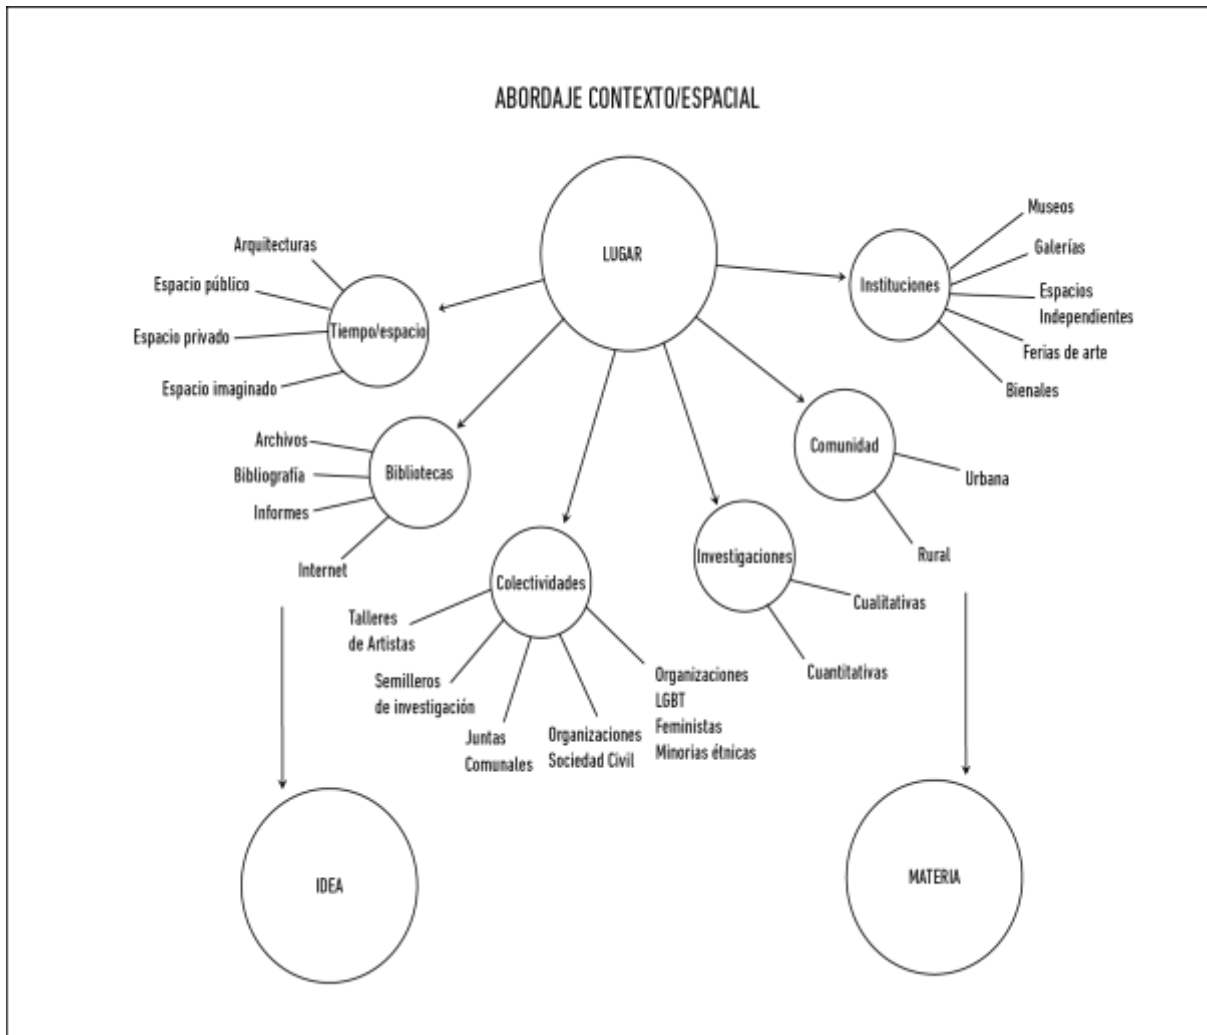 ABORDAJE CONTEXTO/ESPACIAL
LUGAR
Arquitecturas
Espacio público
Espacio privado
Espacio imaginado
Tiempo/espacio
Instituciones
Museos
Galerías
Espacios
Independientes
Ferias de arte
Bienales
Archivos
Bibliografía
Informes
Internet
Bibliotecas
Comunidad
Urbana
Rural
Colectividades
Talleres
de Artistas
Semilleros
de investigación
Juntas
Comunales
Organizaciones
Sociedad Civil
Organizaciones
LGBT
Feministas
Minorias étnicas
Investigaciones
Cualitativas
Cuantitativas
IDEA
MATERIA